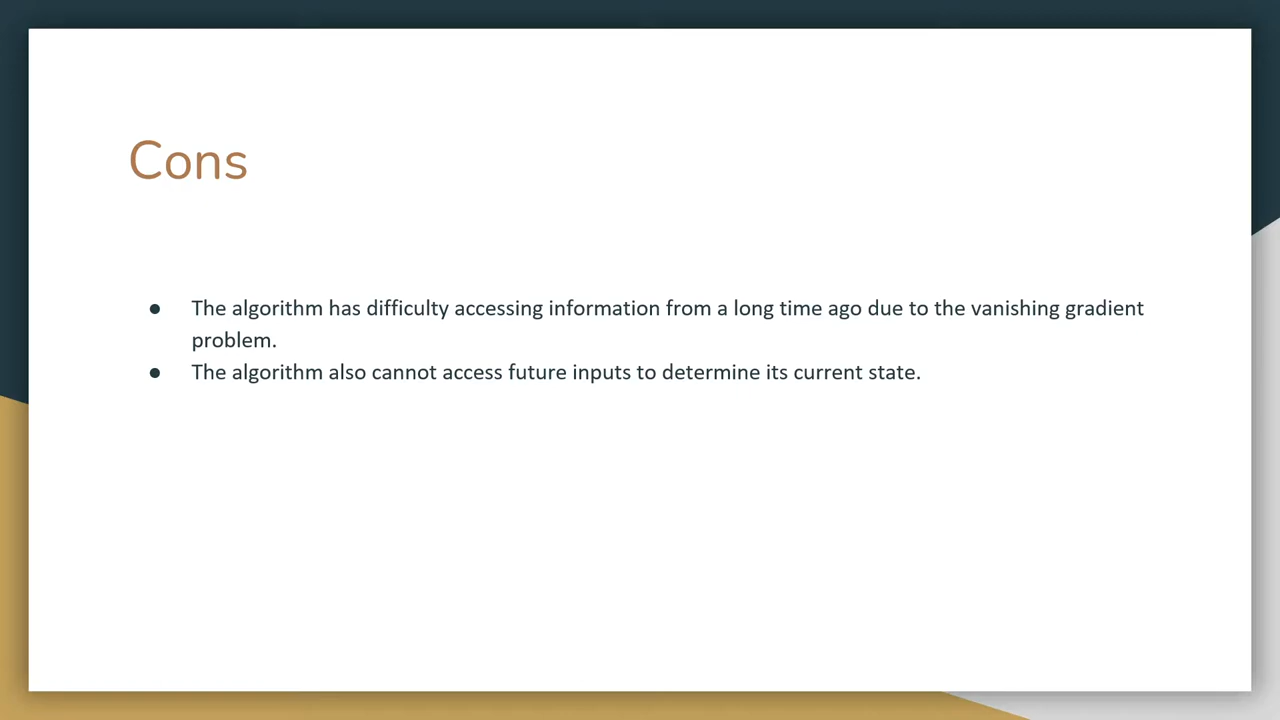 Cons
● The algorithm has difficulty accessing information from a long time ago due to the vanishing gradient
problem.
● The algorithm also cannot access future inputs to determine its current state.